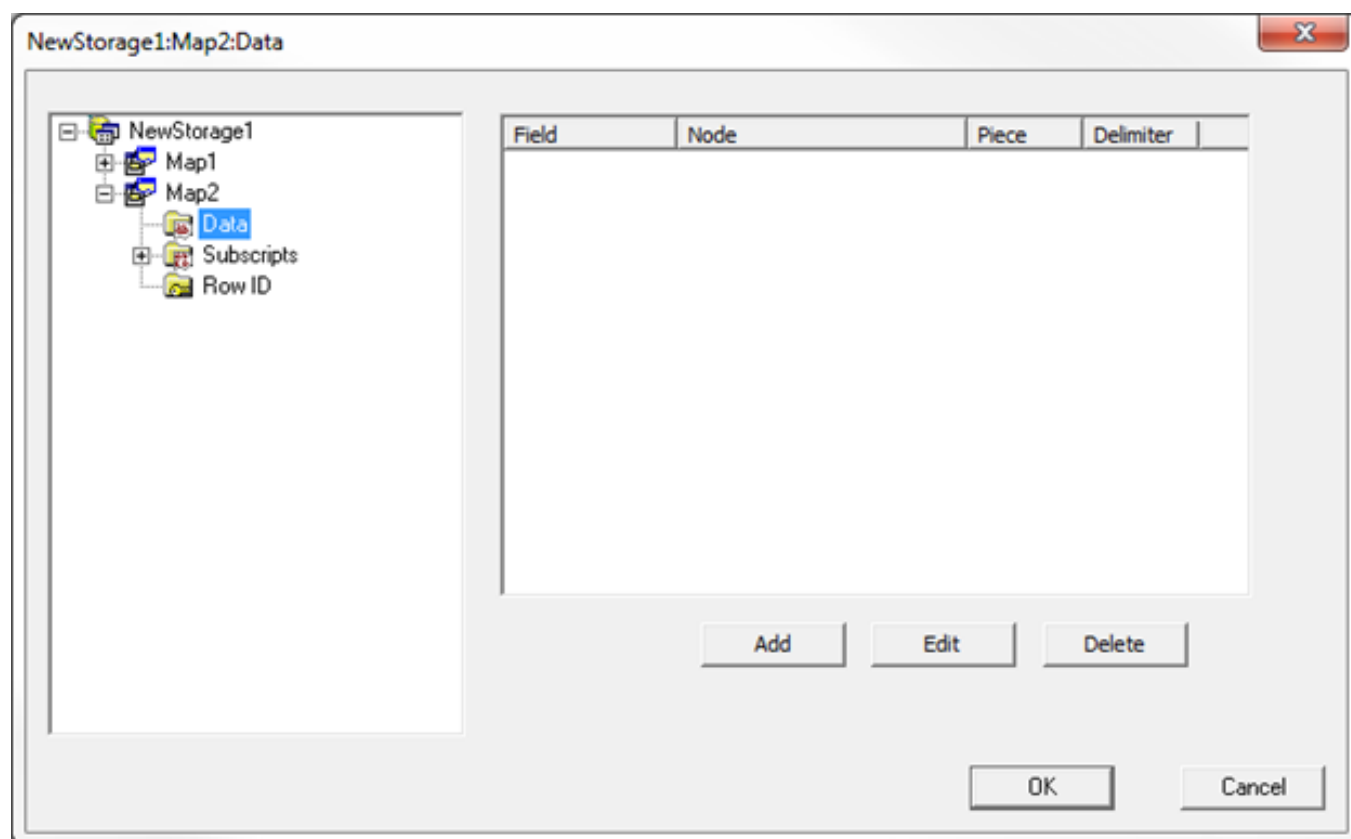 NewStorage1:Map2:Data
NewStorage1
Map1
Map2
Data
Subscripts
Row ID
Field Node Piece Delimiter
Add Edit Delete
OK Cancel